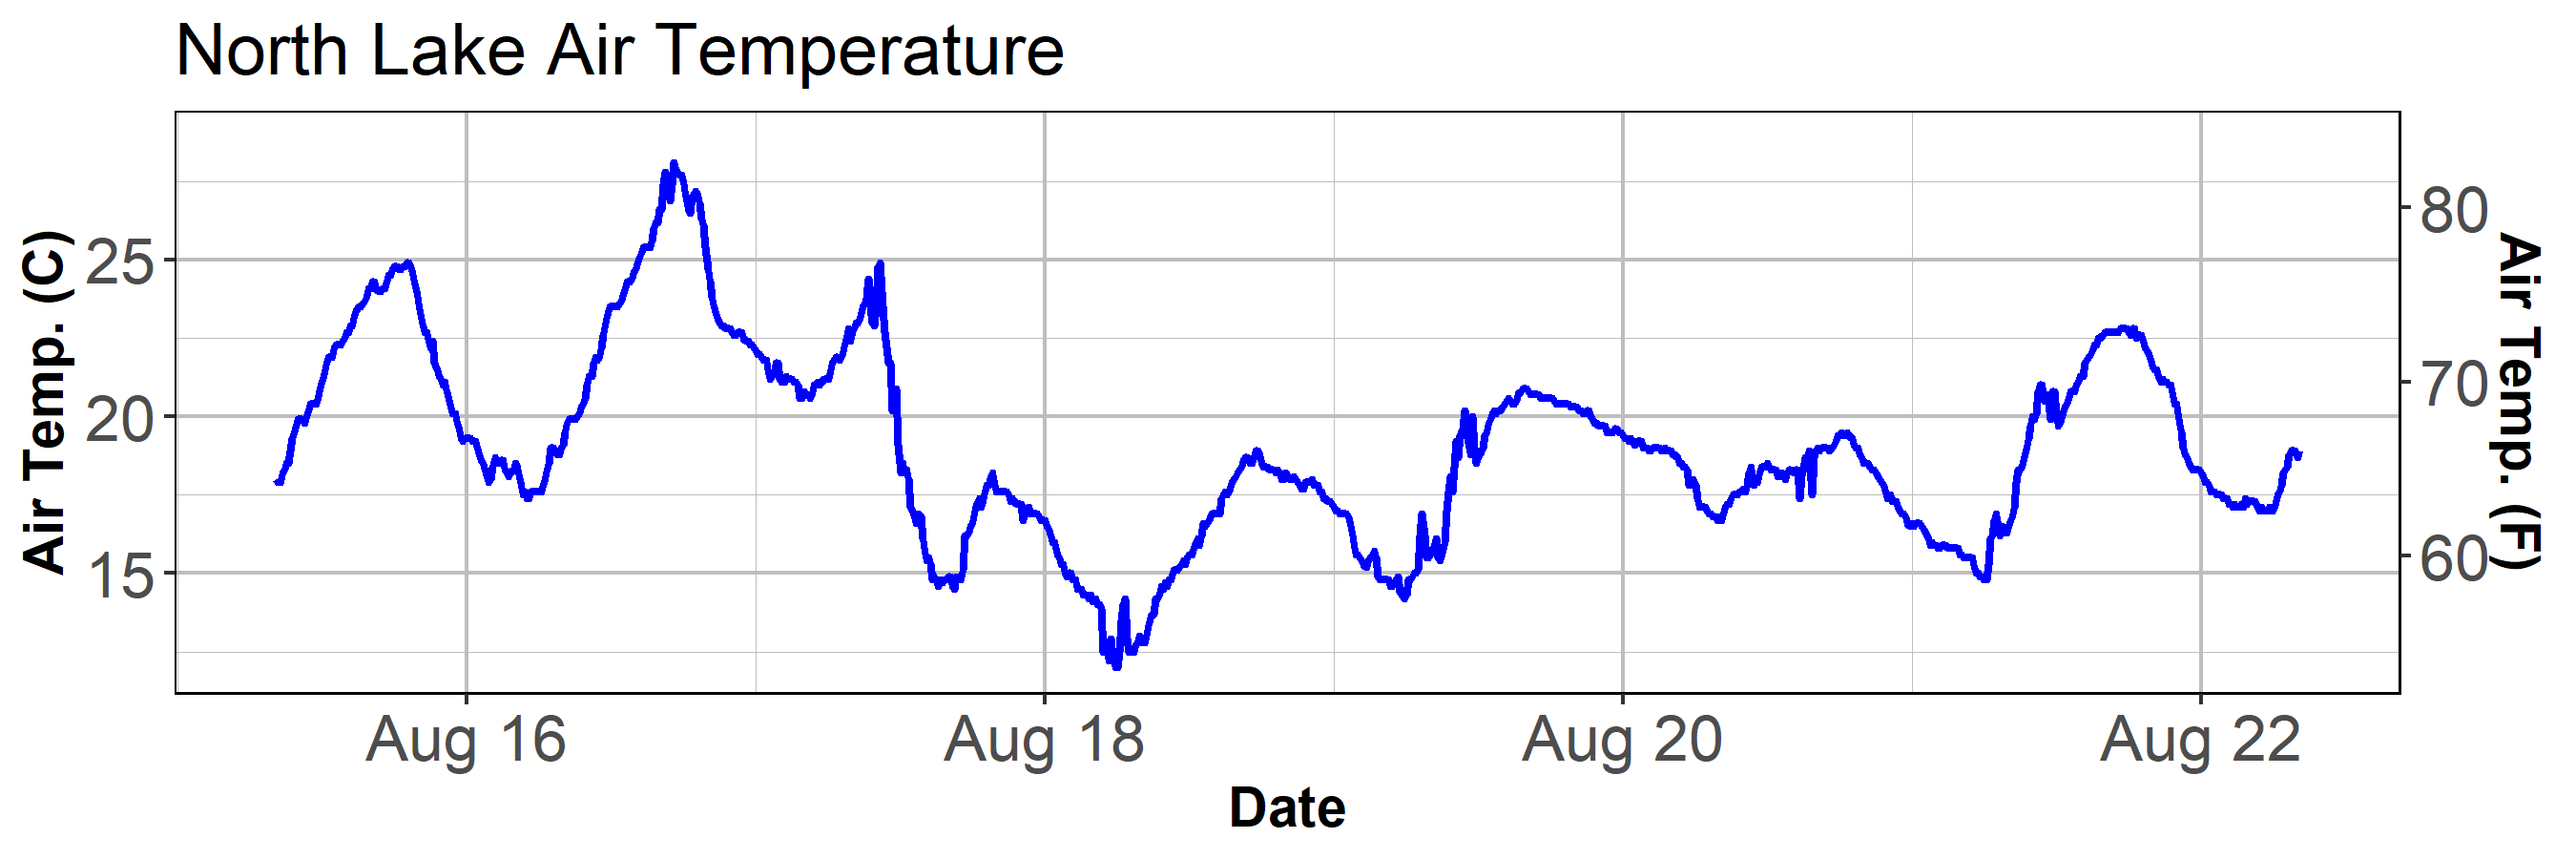 North Lake Air Temperature
Air Temp. (C)
25
20
15
80
70
60
Air Temp. (F)
Aug 16
Aug 18
Aug 20
Aug 22
Date